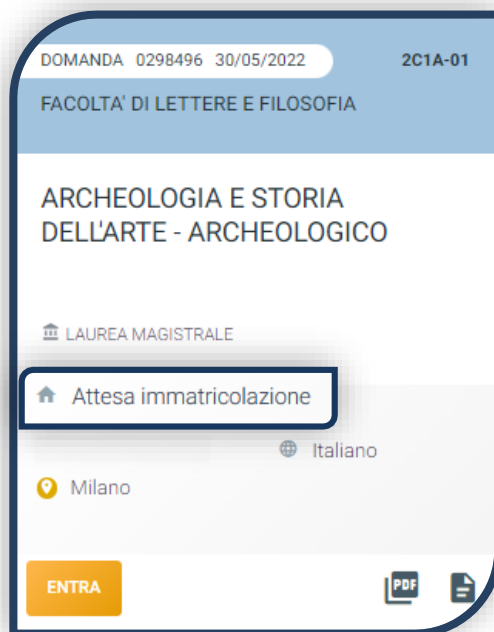 DOMANDA 0298496 30/05/2022 2C1A-01
FACOLTA' DI LETTERE E FILOSOFIA
ARCHEOLOGIA E STORIA
DELL'ARTE - ARCHEOLOGICO
LAUREA MAGISTRALE
Attesa immatricolazione
Italiano
Milano
ENTRA PDF